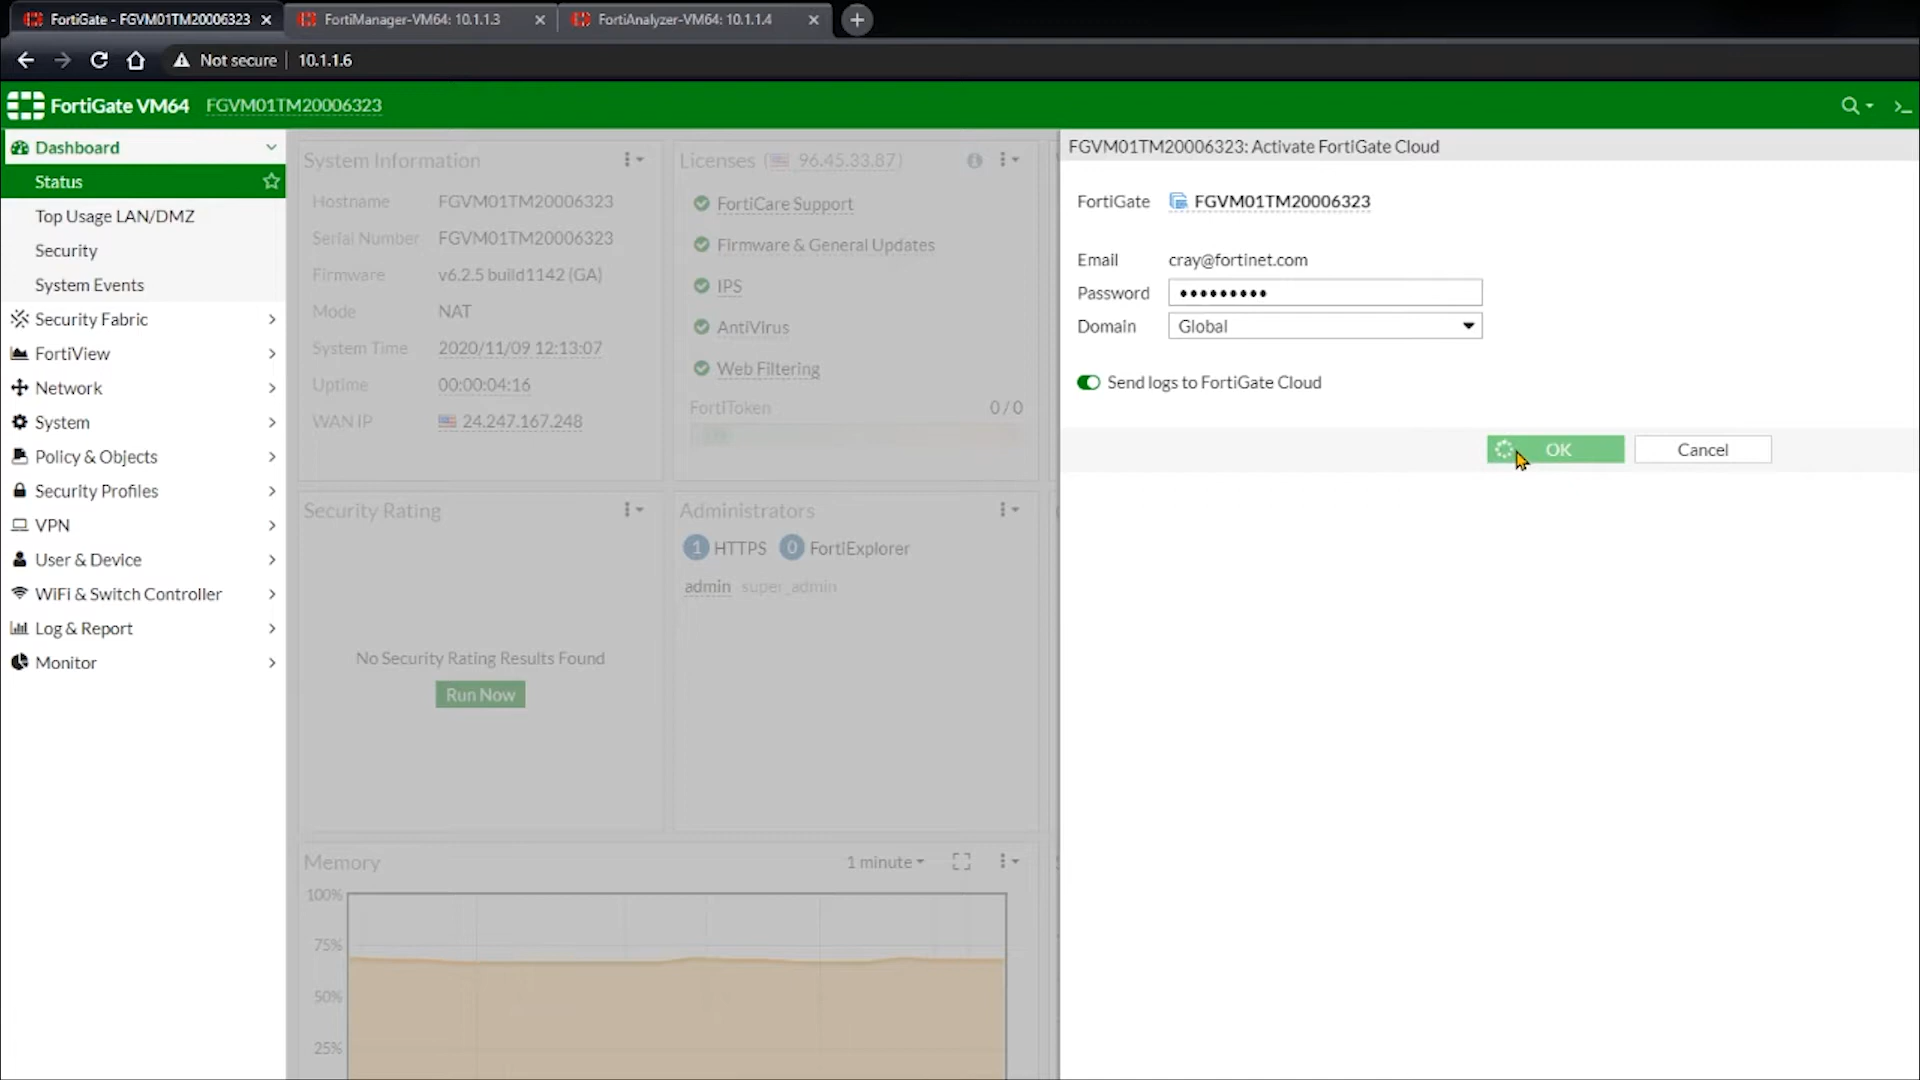 FortiGate - FGVM01TM20006323
FortiManager-VM64: 10.1.1.3
FortiAnalyzer-VM64: 10.1.1.4
Not secure
10.1.1.6
FortiGate VM64
FGVM01TM20006323
Dashboard
Status
Top Usage LAN/DMZ
Security
System Events
Security Fabric
FortiView
Network
System
Policy & Objects
Security Profiles
VPN
User & Device
WiFi & Switch Controller
Log & Report
Monitor
System Information
Hostname FGVM01TM20006323
Serial Number FGVM01TM20006323
Firmware v6.2.5 build1142 (GA)
Mode NAT
System Time 2020/11/09 12:13:07
Uptime 00:00:04:16
WAN IP 24.247.167.248
Licenses (96.45.33.87)
FortiCare Support
Firmware & General Updates
IPS
AntiVirus
Web Filtering
FortiToken 0 / 0
Security Rating
No Security Rating Results Found
Run Now
Administrators
1 HTTPS 0 FortiExplorer
admin super_admin
Memory
1 minute
100%
75%
50%
25%
FGVM01TM20006323: Activate FortiGate Cloud
FortiGate FGVM01TM20006323
Email cray@fortinet.com
Password •••••••••
Domain Global
Send logs to FortiGate Cloud
OK
Cancel